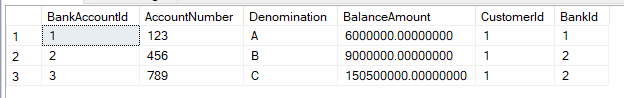 BankAccountId AccountNumber Denomination BalanceAmount CustomerId BankId
1 1 123 A 6000000.00000000 1 1
2 2 456 B 9000000.00000000 1 2
3 3 789 C 150500000.00000000 1 2